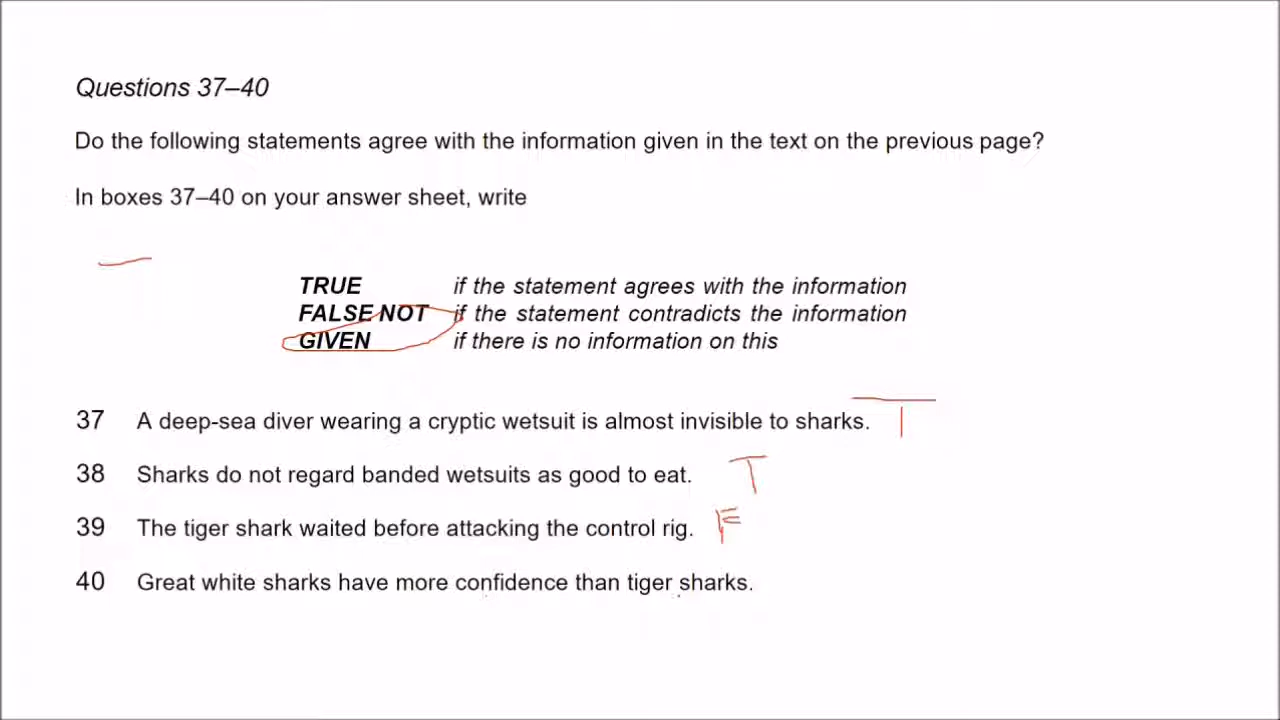 Questions 37–40
Do the following statements agree with the information given in the text on the previous page?
In boxes 37–40 on your answer sheet, write
TRUE if the statement agrees with the information
FALSE NOT if the statement contradicts the information
GIVEN if there is no information on this
37 A deep-sea diver wearing a cryptic wetsuit is almost invisible to sharks. T
38 Sharks do not regard banded wetsuits as good to eat. T
39 The tiger shark waited before attacking the control rig. F
40 Great white sharks have more confidence than tiger sharks.